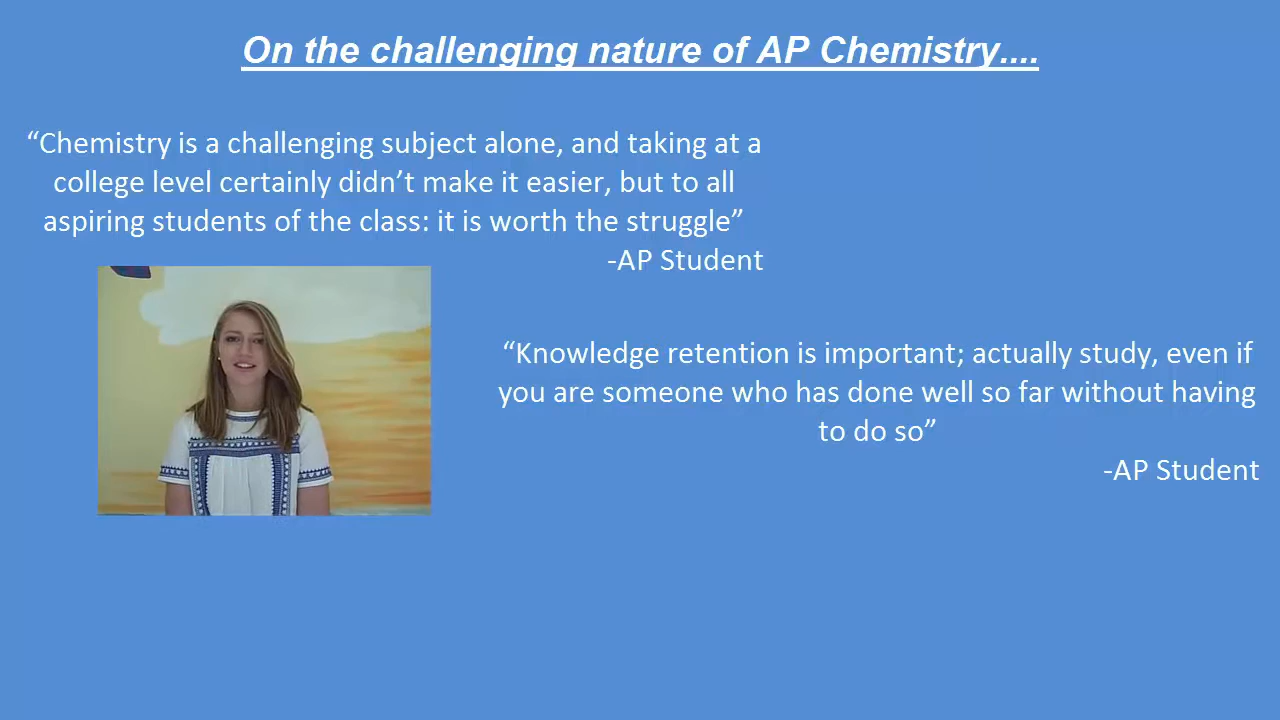 On the challenging nature of AP Chemistry....
“Chemistry is a challenging subject alone, and taking at a
college level certainly didn’t make it easier, but to all
aspiring students of the class: it is worth the struggle”
-AP Student
“Knowledge retention is important; actually study, even if
you are someone who has done well so far without having
to do so”
-AP Student